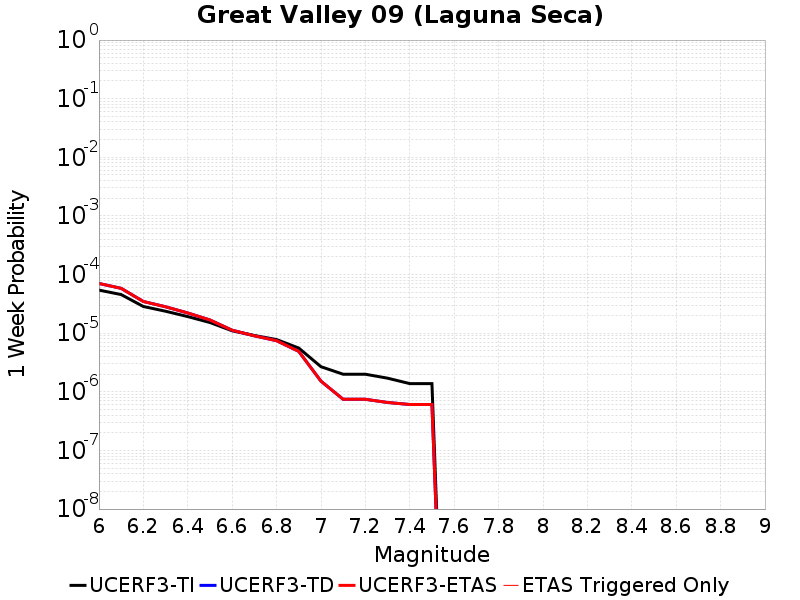 Great Valley 09 (Laguna Seca)
10^0
10^-1
10^-2
10^-3
10^-4
10^-5
10^-6
10^-7
10^-8
1 Week Probability
6 6.2 6.4 6.6 6.8 7 7.2 7.4 7.6 7.8 8 8.2 8.4 8.6 8.8 9
Magnitude
UCERF3-TI UCERF3-TD UCERF3-ETAS ETAS Triggered Only